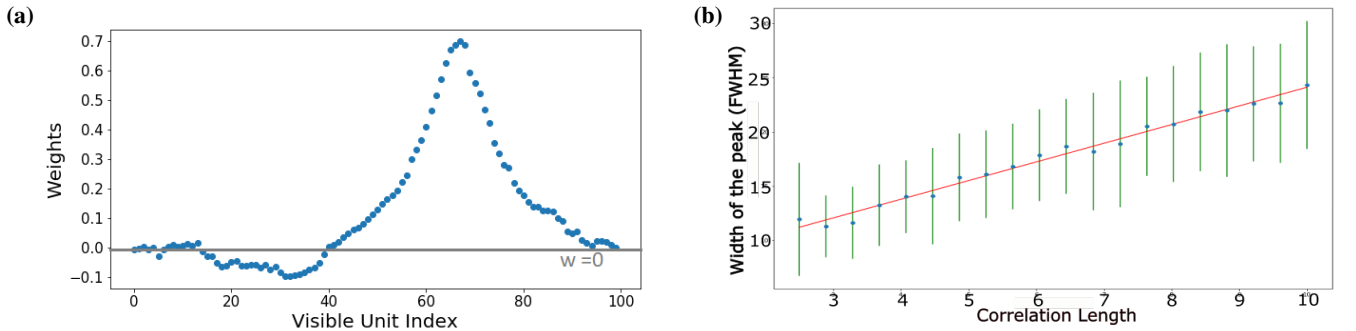 (a)
Weights
0.7
0.6
0.5
0.4
0.3
0.2
0.1
0.0
−0.1
w =0
0 20 40 60 80 100
Visible Unit Index
(b)
Width of the peak (FWHM)
30
25
20
15
10
3 4 5 6 7 8 9 10
Correlation Length